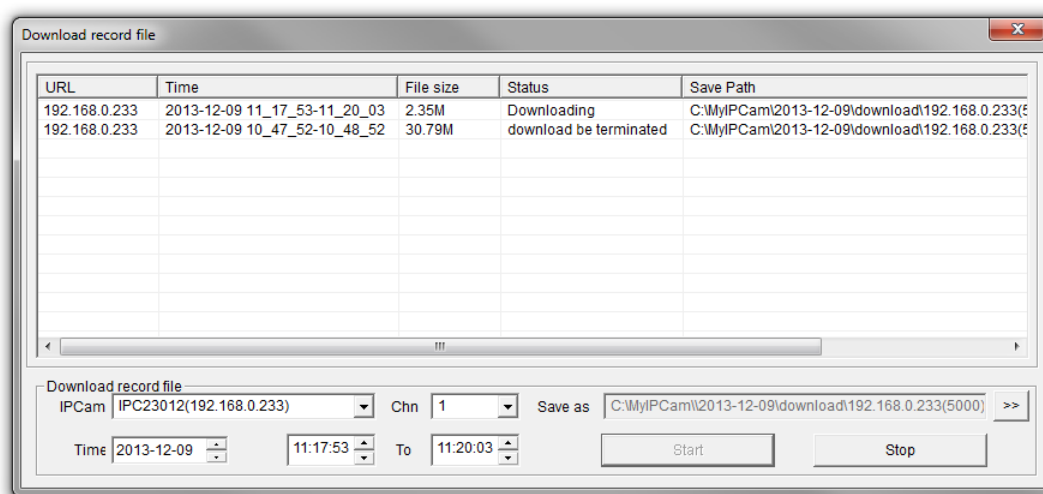 Download record file
URL Time File size Status Save Path
192.168.0.233 2013-12-09 11_17_53-11_20_03 2.35M Downloading C:\MyIPCam\2013-12-09\download\192.168.0.233(5
192.168.0.233 2013-12-09 10_47_52-10_48_52 30.79M download be terminated C:\MyIPCam\2013-12-09\download\192.168.0.233(5
Download record file
IPCam IPC23012(192.168.0.233) Chn 1 Save as C:\MyIPCam\\2013-12-09\download\192.168.0.233(5000) >>
Time 2013-12-09 11:17:53 To 11:20:03 Start Stop